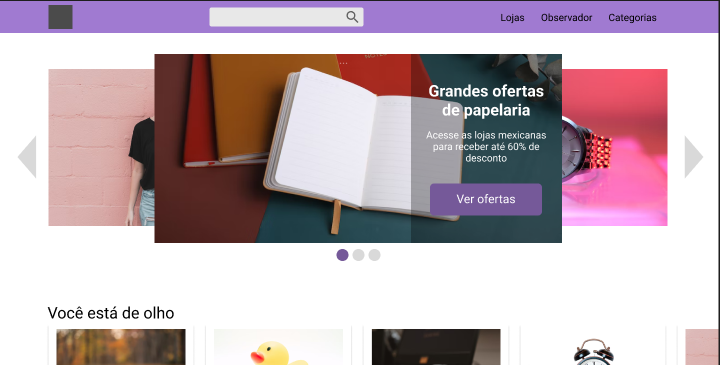 Lojas Observador Categorias
Grandes ofertas
de papelaria
Acesse as lojas mexicanas
para receber até 60% de
desconto
Ver ofertas
Você está de olho